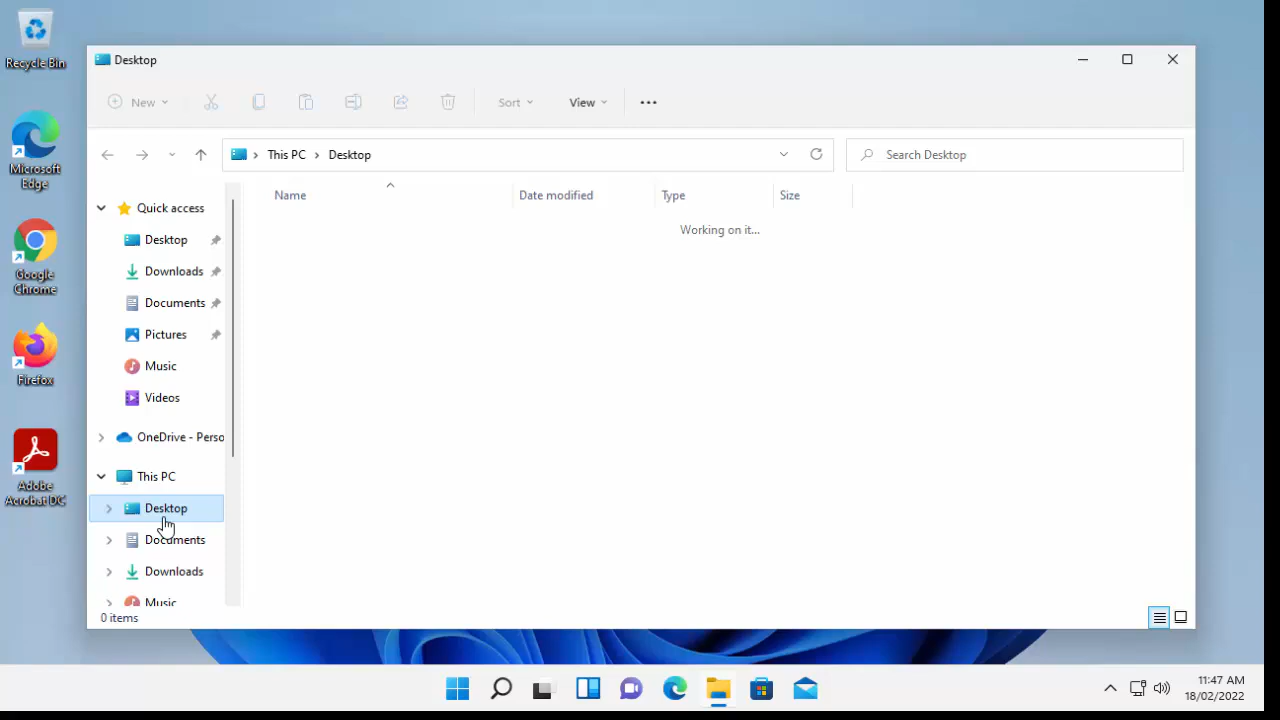 Recycle Bin
Microsoft
Edge
Google
Chrome
Firefox
Adobe
Acrobat DC
Desktop
New
Sort
View
This PC
Desktop
Search Desktop
Name
Date modified
Type
Size
Working on it...
Quick access
Desktop
Downloads
Documents
Pictures
Music
Videos
OneDrive - Perso
This PC
Desktop
Documents
Downloads
Music
0 items
11:47 AM
18/02/2022